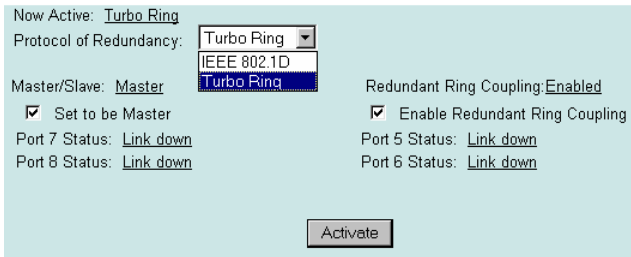 Now Active: Turbo Ring
Protocol of Redundancy: Turbo Ring
IEEE 802.1D
Turbo Ring
Master/Slave: Master
Redundant Ring Coupling:Enabled
Set to be Master
Enable Redundant Ring Coupling
Port 7 Status: Link down
Port 5 Status: Link down
Port 8 Status: Link down
Port 6 Status: Link down
Activate